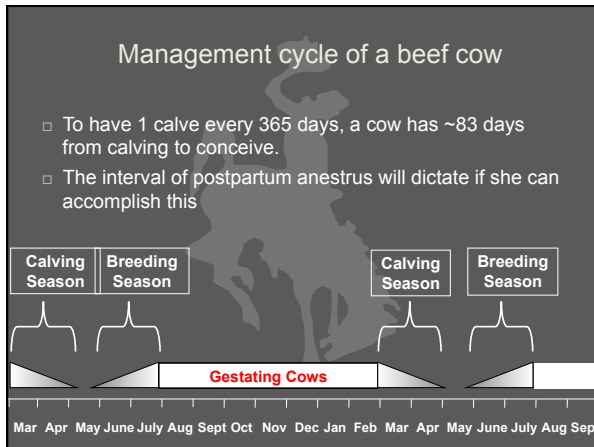 Management cycle of a beef cow
□ To have 1 calve every 365 days, a cow has ~83 days
from calving to conceive.
□ The interval of postpartum anestrus will dictate if she can
accomplish this
Calving
Season
Breeding
Season
Calving
Season
Breeding
Season
Gestating Cows
Mar Apr May June July Aug Sept Oct Nov Dec Jan Feb Mar Apr May June July Aug Sep